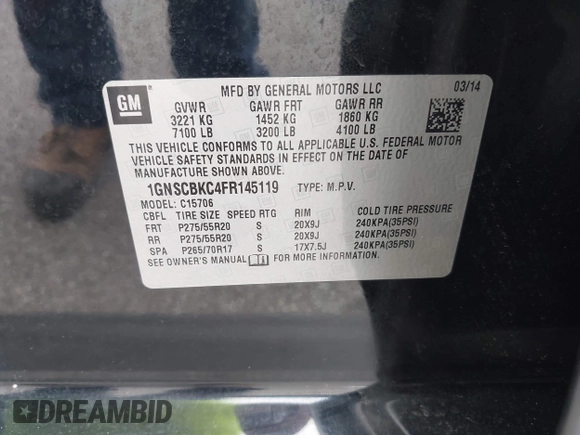 GM
MFD BY GENERAL MOTORS LLC 03/14
GVWR GAWR FRT GAWR RR
3221 KG 1452 KG 1860 KG
7100 LB 3200 LB 4100 LB
THIS VEHICLE CONFORMS TO ALL APPLICABLE U.S. FEDERAL MOTOR
VEHICLE SAFETY STANDARDS IN EFFECT ON THE DATE OF
MANUFACTURE SHOWN ABOVE.
1GNSCBKC4FR145119 TYPE: M.P.V.
MODEL: C15706
CBFL TIRE SIZE SPEED RTG RIM COLD TIRE PRESSURE
FRT P275/55R20 S 20X9J 240KPA(35PSI)
RR P275/55R20 S 20X9J 240KPA(35PSI)
SPA P265/70R17 S 17X7.5J 240KPA(35PSI)
SEE OWNER'S MANUAL
DREAMBID